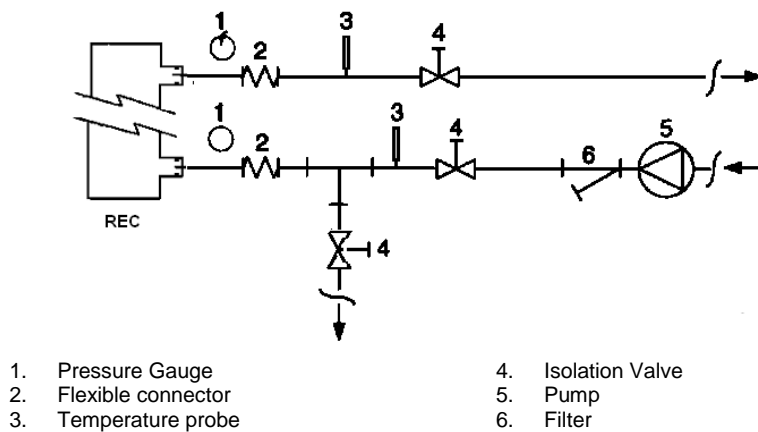 1
2
3
4
1
2
3
4
5
6
REC
4
1. Pressure Gauge
2. Flexible connector
3. Temperature probe
4. Isolation Valve
5. Pump
6. Filter